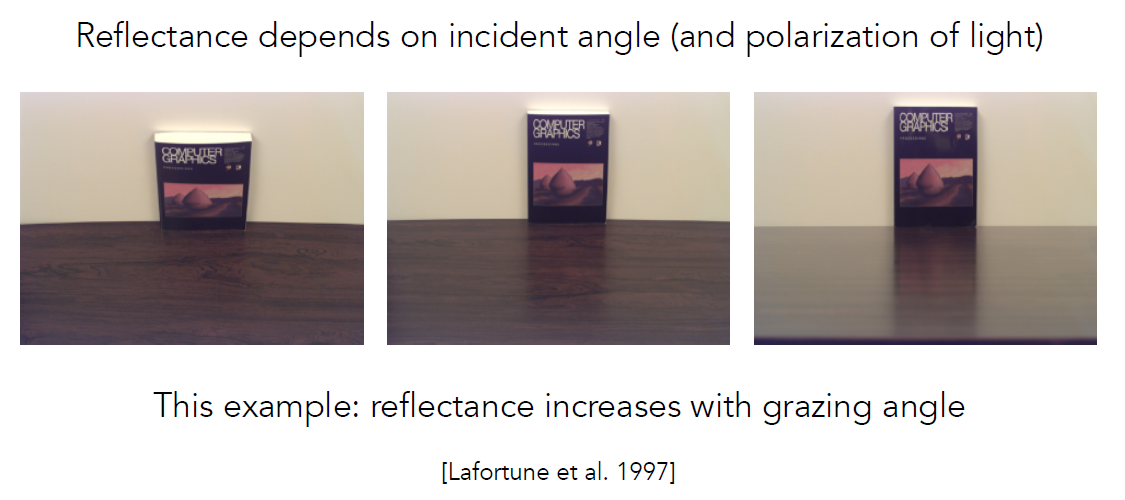 Reflectance depends on incident angle (and polarization of light)
COMPUTER
GRAPHICS
COMPUTER
GRAPHICS
COMPUTER
GRAPHICS
This example: reflectance increases with grazing angle
[Lafortune et al. 1997]